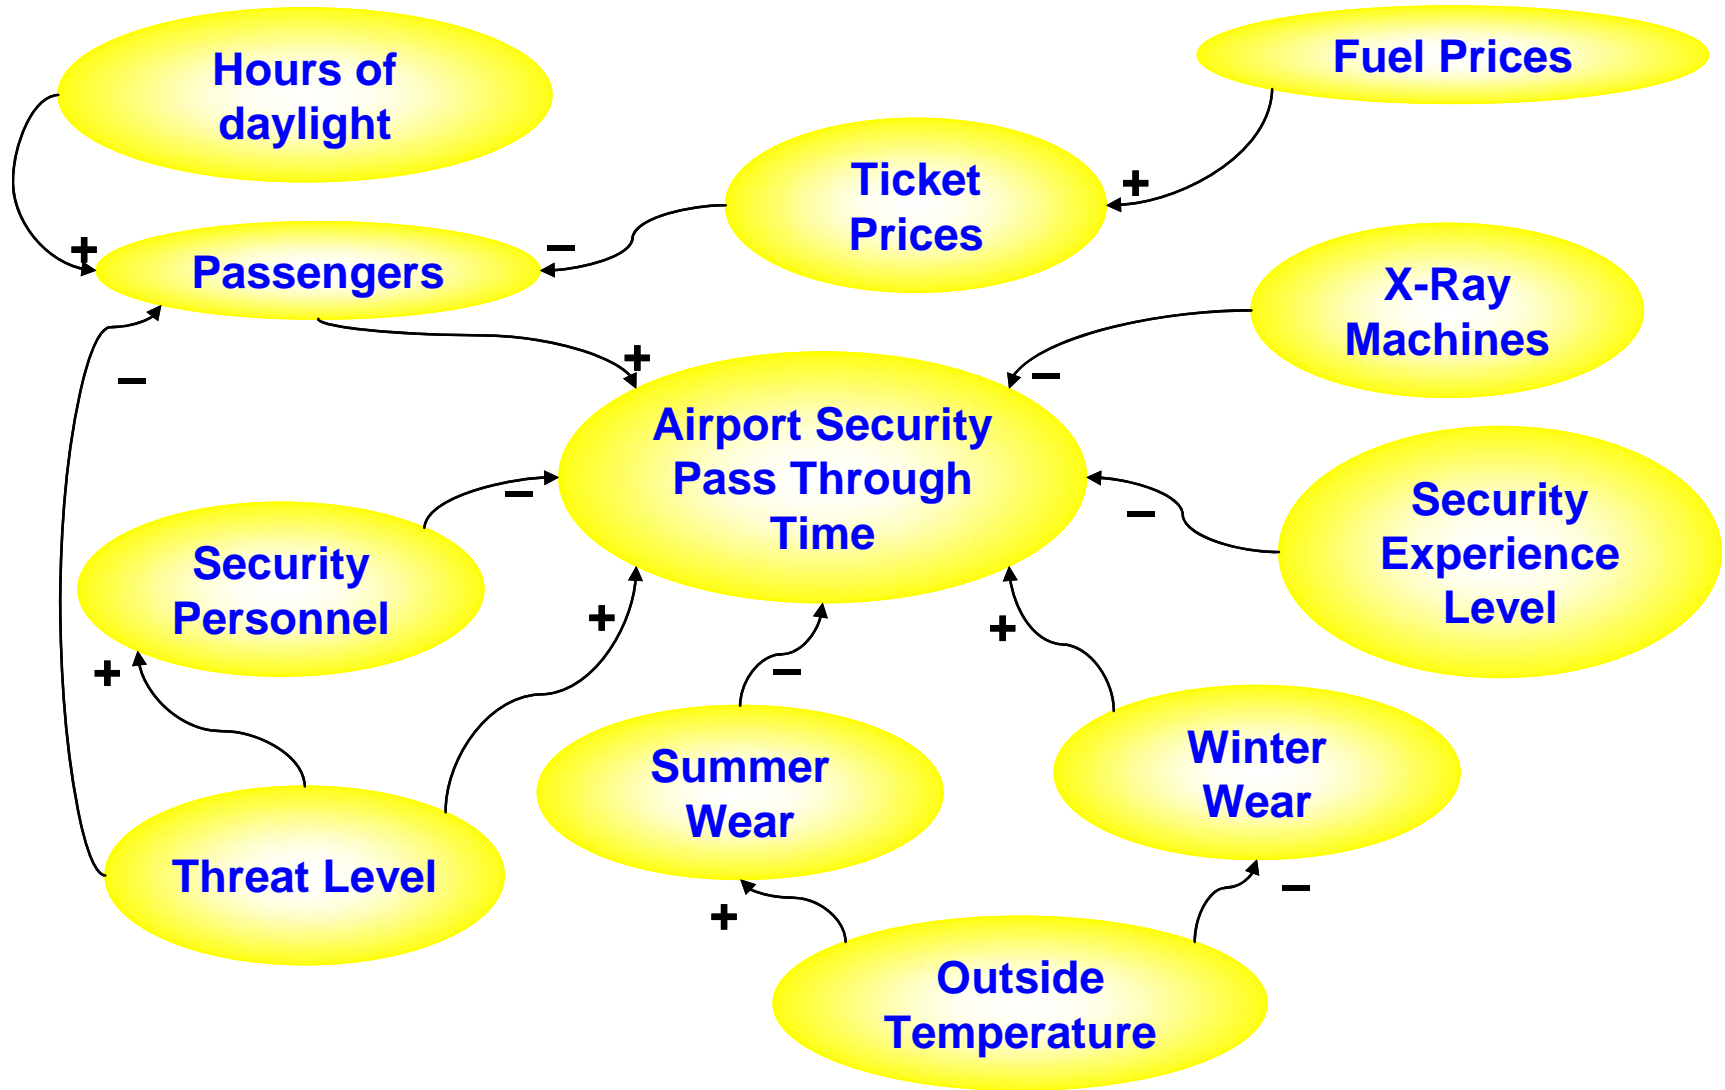 Hours of
daylight
Fuel Prices
Ticket
Prices
+
+
−
Passengers
X-Ray
Machines
−
+
−
Airport Security
Pass Through
Time
Security
Experience
Level
−
−
Security
Personnel
+
+
+
−
Summer
Wear
Winter
Wear
Threat Level
+
−
Outside
Temperature